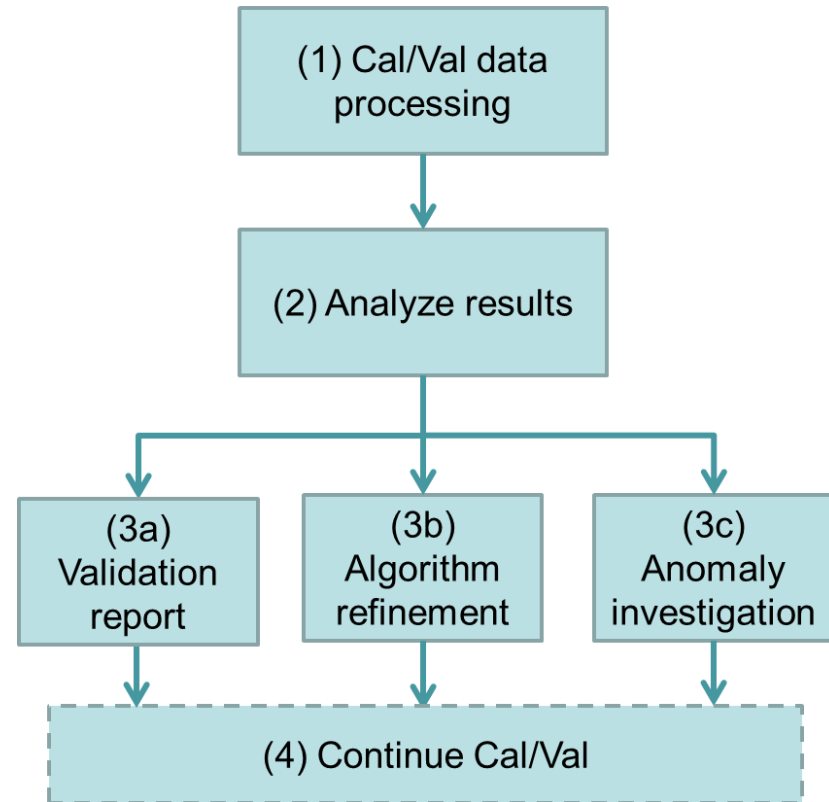 (1) Cal/Val data
processing
(2) Analyze results
(3a)
Validation
report
(3b)
Algorithm
refinement
(3c)
Anomaly
investigation
(4) Continue Cal/Val